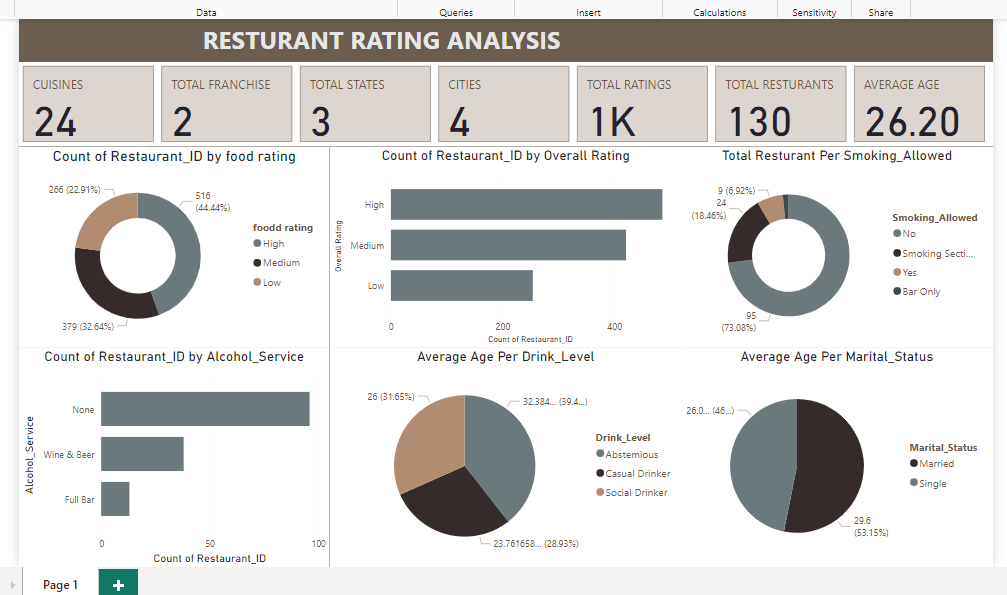 Data Queries Insert Calculations Sensitivity Share
RESTURANT RATING ANALYSIS
CUISINES
24
TOTAL FRANCHISE
2
TOTAL STATES
3
CITIES
4
TOTAL RATINGS
1K
TOTAL RESTURANTS
130
AVERAGE AGE
26.20
Count of Restaurant_ID by food rating
266 (22.91%)
516
(44.44%)
379 (32.64%)
foodd rating
High
Medium
Low
Count of Restaurant_ID by Overall Rating
Overall Rating
High
Medium
Low
0 200 400
Count of Restaurant_ID
Total Resturant Per Smoking_Allowed
9 (6.92%)
24
(18.46%)
95
(73.08%)
Smoking_Allowed
No
Smoking Secti...
Yes
Bar Only
Count of Restaurant_ID by Alcohol_Service
Alcohol_Service
None
Wine & Beer
Full Bar
0 50 100
Count of Restaurant_ID
Average Age Per Drink_Level
26 (31.65%)
32.384... (39.4...)
23.761658... (28.93%)
Drink_Level
Abstemious
Casual Drinker
Social Drinker
Average Age Per Marital_Status
26.0... (46...)
29.6
(53.15%)
Marital_Status
Married
Single
Page 1
+